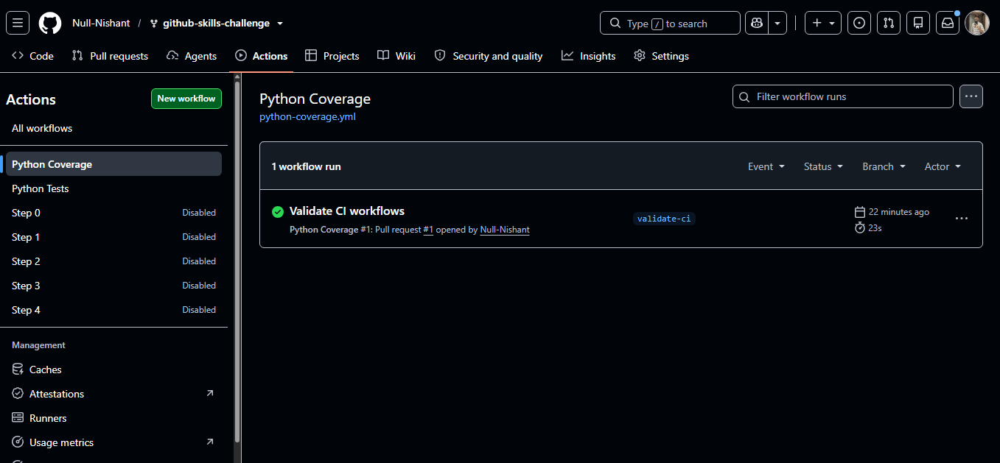 Null-Nishant / github-skills-challenge
Type / to search
Code
Pull requests
Agents
Actions
Projects
Wiki
Security and quality
Insights
Settings
Actions
New workflow
All workflows
Python Coverage
Python Tests
Step 0 Disabled
Step 1 Disabled
Step 2 Disabled
Step 3 Disabled
Step 4 Disabled
Management
Caches
Attestations
Runners
Usage metrics
Python Coverage
python-coverage.yml
Filter workflow runs
1 workflow run
Event
Status
Branch
Actor
Validate CI workflows
Python Coverage #1: Pull request #1 opened by Null-Nishant
validate-ci
22 minutes ago
23s